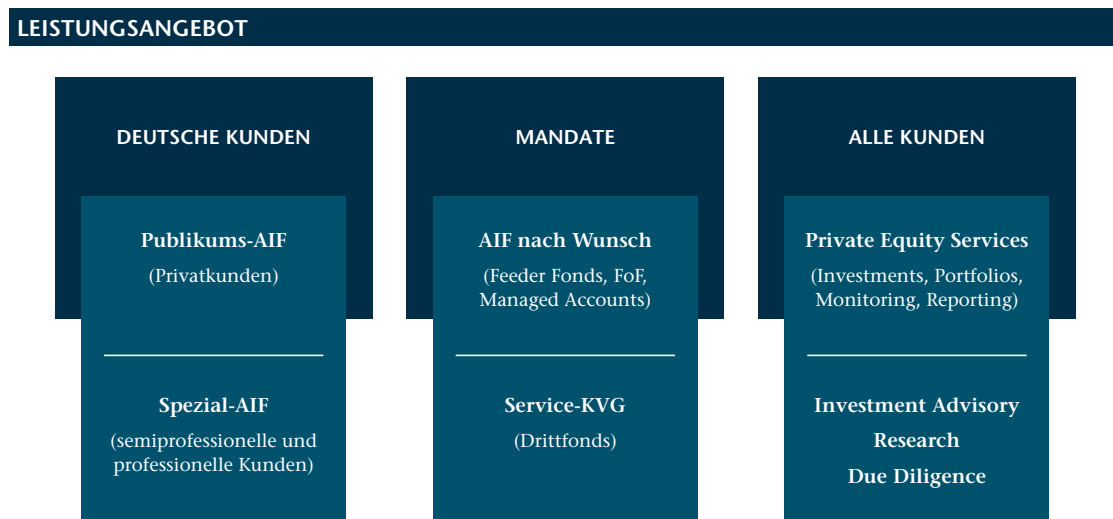 LEISTUNGSANGEBOT
DEUTSCHE KUNDEN
Publikums-AIF
(Privatkunden)
Spezial-AIF
(semiprofessionelle und
professionelle Kunden)
MANDATE
AIF nach Wunsch
(Feeder Fonds, FoF,
Managed Accounts)
Service-KVG
(Drittfonds)
ALLE KUNDEN
Private Equity Services
(Investments, Portfolios,
Monitoring, Reporting)
Investment Advisory
Research
Due Diligence